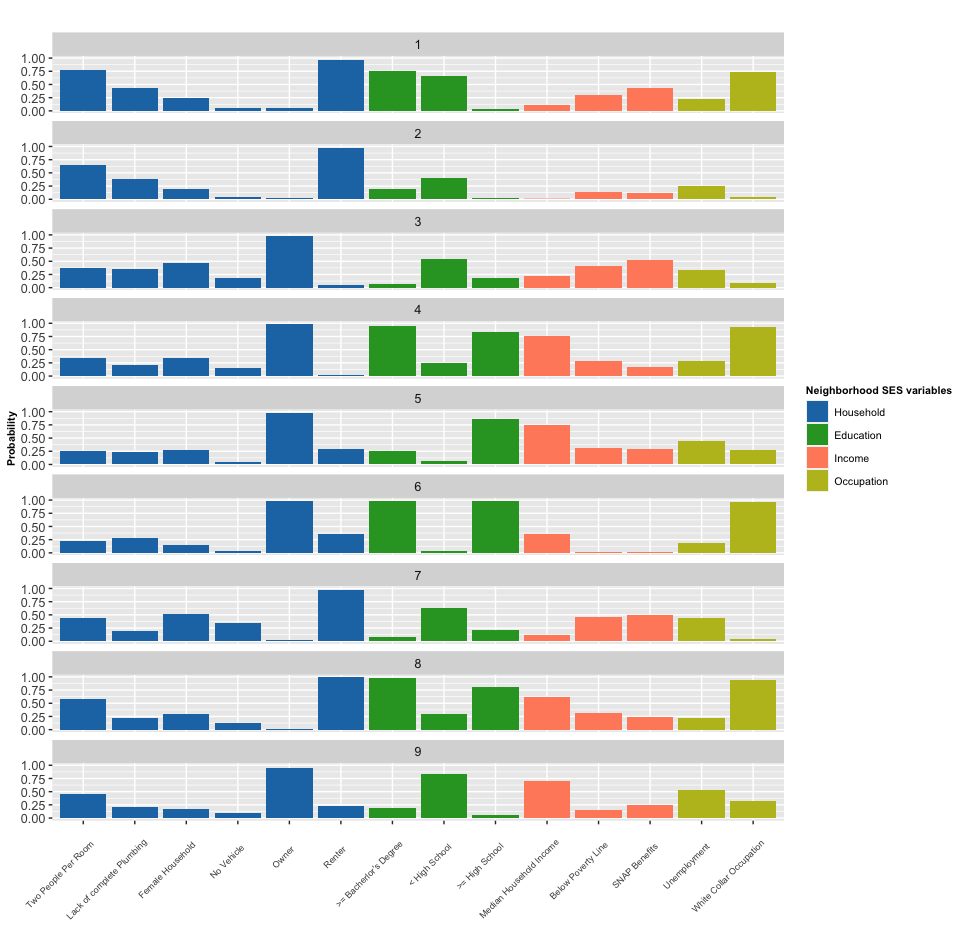 1
1.00
0.75
0.50
0.25
0.00
2
1.00
0.75
0.50
0.25
0.00
3
1.00
0.75
0.50
0.25
0.00
4
1.00
0.75
0.50
0.25
0.00
5
1.00
0.75
0.50
0.25
0.00
6
1.00
0.75
0.50
0.25
0.00
7
1.00
0.75
0.50
0.25
0.00
8
1.00
0.75
0.50
0.25
0.00
9
1.00
0.75
0.50
0.25
0.00
Probability
Two People Per Room
Lack of complete Plumbing
Female Household
No Vehicle
Owner
Renter
>= Bacherlor's Degree
< High School
>= High School
Median Household Income
Below Poverty Line
SNAP Benefits
Unemployment
White Collar Occupation
Neighborhood SES variables
Household
Education
Income
Occupation